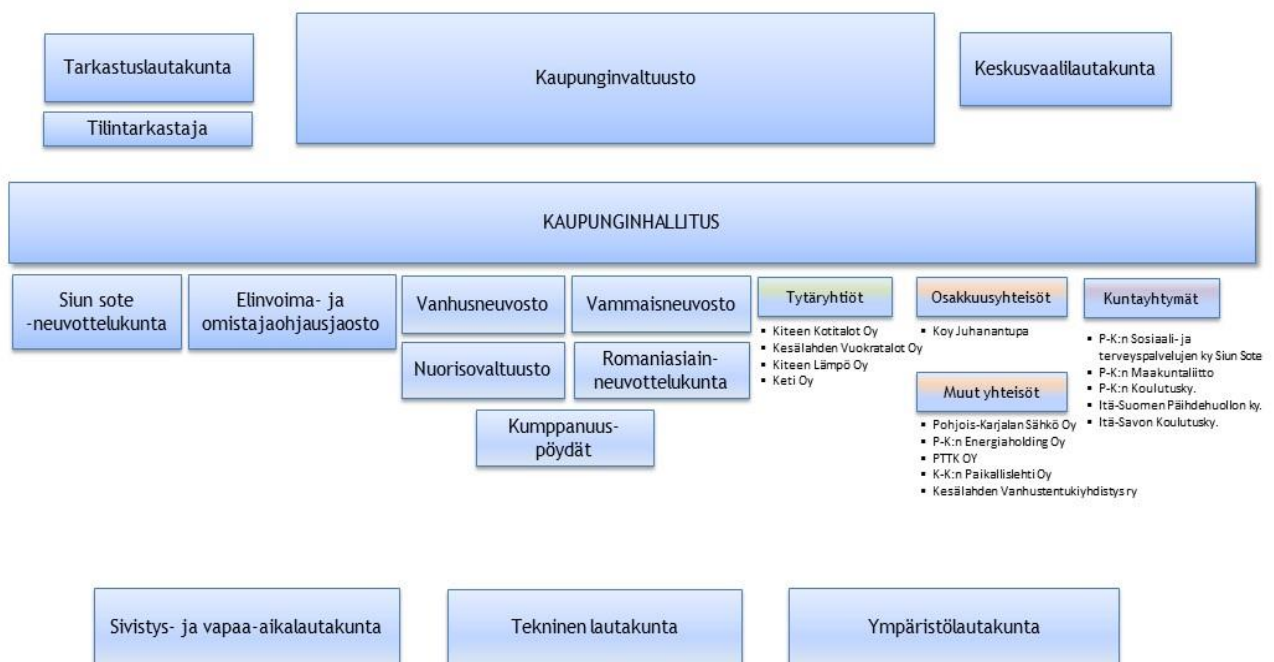 Tarkastuslautakunta
Tilintarkastaja
Kaupunginvaltuusto
Keskusvaalilautakunta
KAUPUNGINHALLITUS
Siun sote
-neuvottelukunta
Elinvoima- ja
omistajaohjausjaosto
Vanhusneuvosto
Vammaisneuvosto
Nuorisovaltuusto
Romaniasiain-
neuvottelukunta
Kumppanuus-
pöydät
Tytäryhtiöt
▪ Kiteen Kotitalot Oy
▪ Kesälahden Vuokratalot Oy
▪ Kiteen Lämpö Oy
▪ Keti Oy
Osakkuusyhteisöt
▪ Koy Juhanantupa
Muut yhteisöt
▪ Pohjois-Karjalan Sähkö Oy
▪ P-K:n Energiaholding Oy
▪ PTTK OY
▪ K-K:n Paikallislehti Oy
▪ Kesälahden Vanhustentukiyhdistys ry
Kuntayhtymät
▪ P-K:n Sosiaali- ja
terveyspalvelujen ky Siun Sote
▪ P-K:n Maakuntaliitto
▪ P-K:n Koulutusky.
▪ Itä-Suomen Päihdehuollon ky.
▪ Itä-Savon Koulutusky.
Sivistys- ja vapaa-aikalautakunta
Tekninen lautakunta
Ympäristölautakunta